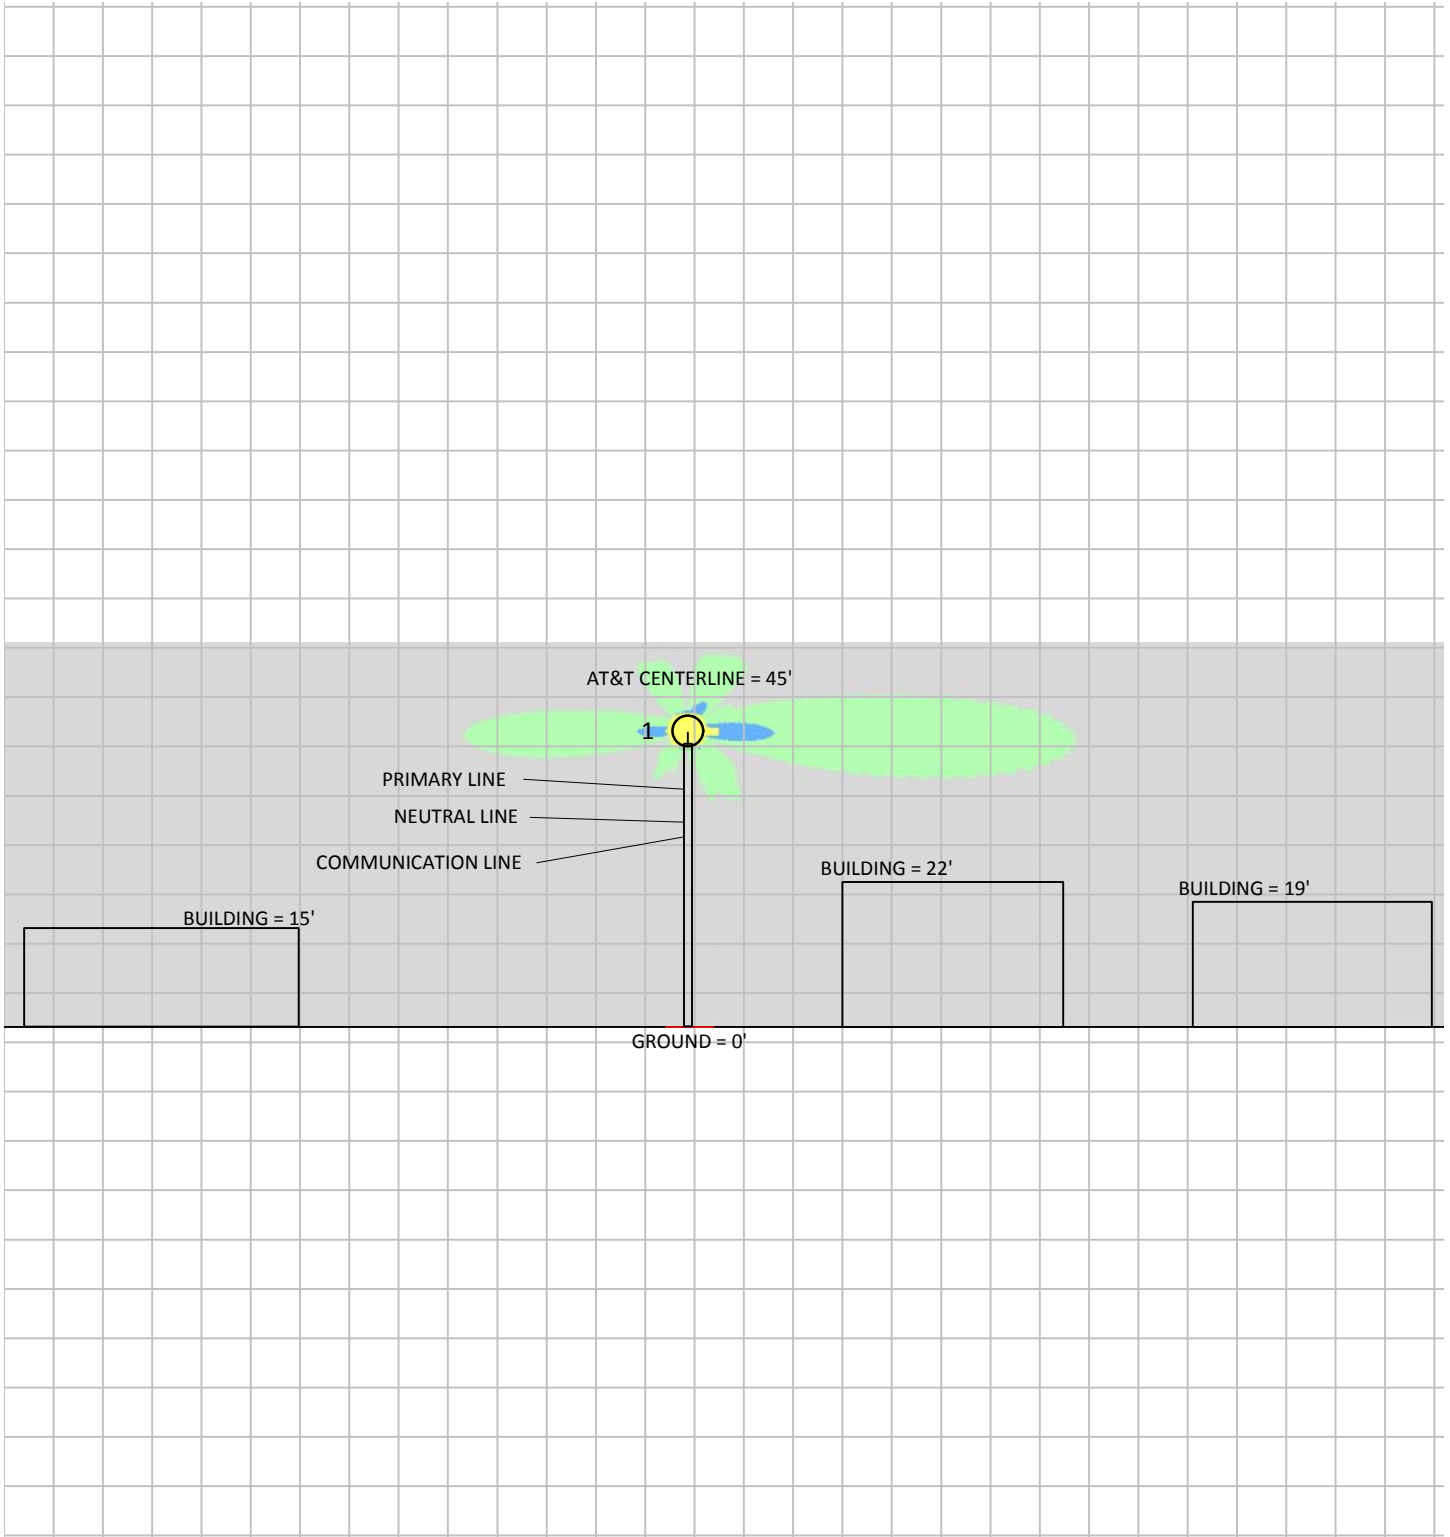 AT&T CENTERLINE = 45'
1
PRIMARY LINE
NEUTRAL LINE
COMMUNICATION LINE
BUILDING = 22'
BUILDING = 19'
BUILDING = 15'
GROUND = 0'